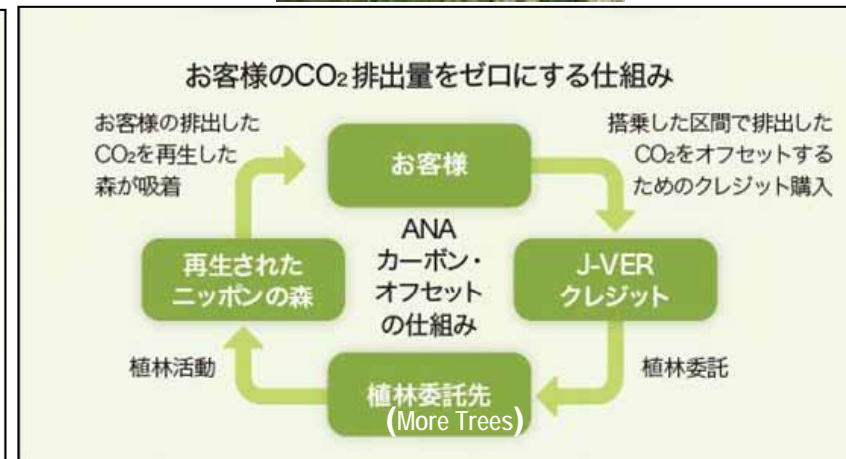 お客様のCO₂排出量をゼロにする仕組み
お客様の排出した
CO₂を再生した
森が吸着
お客様
搭乗した区間で排出した
CO₂をオフセットする
ためのクレジット購入
再生された
ニッポンの森
ANA
カーボン・
オフセット
の仕組み
J-VER
クレジット
植林活動
植林委託先
(More Trees)
植林委託